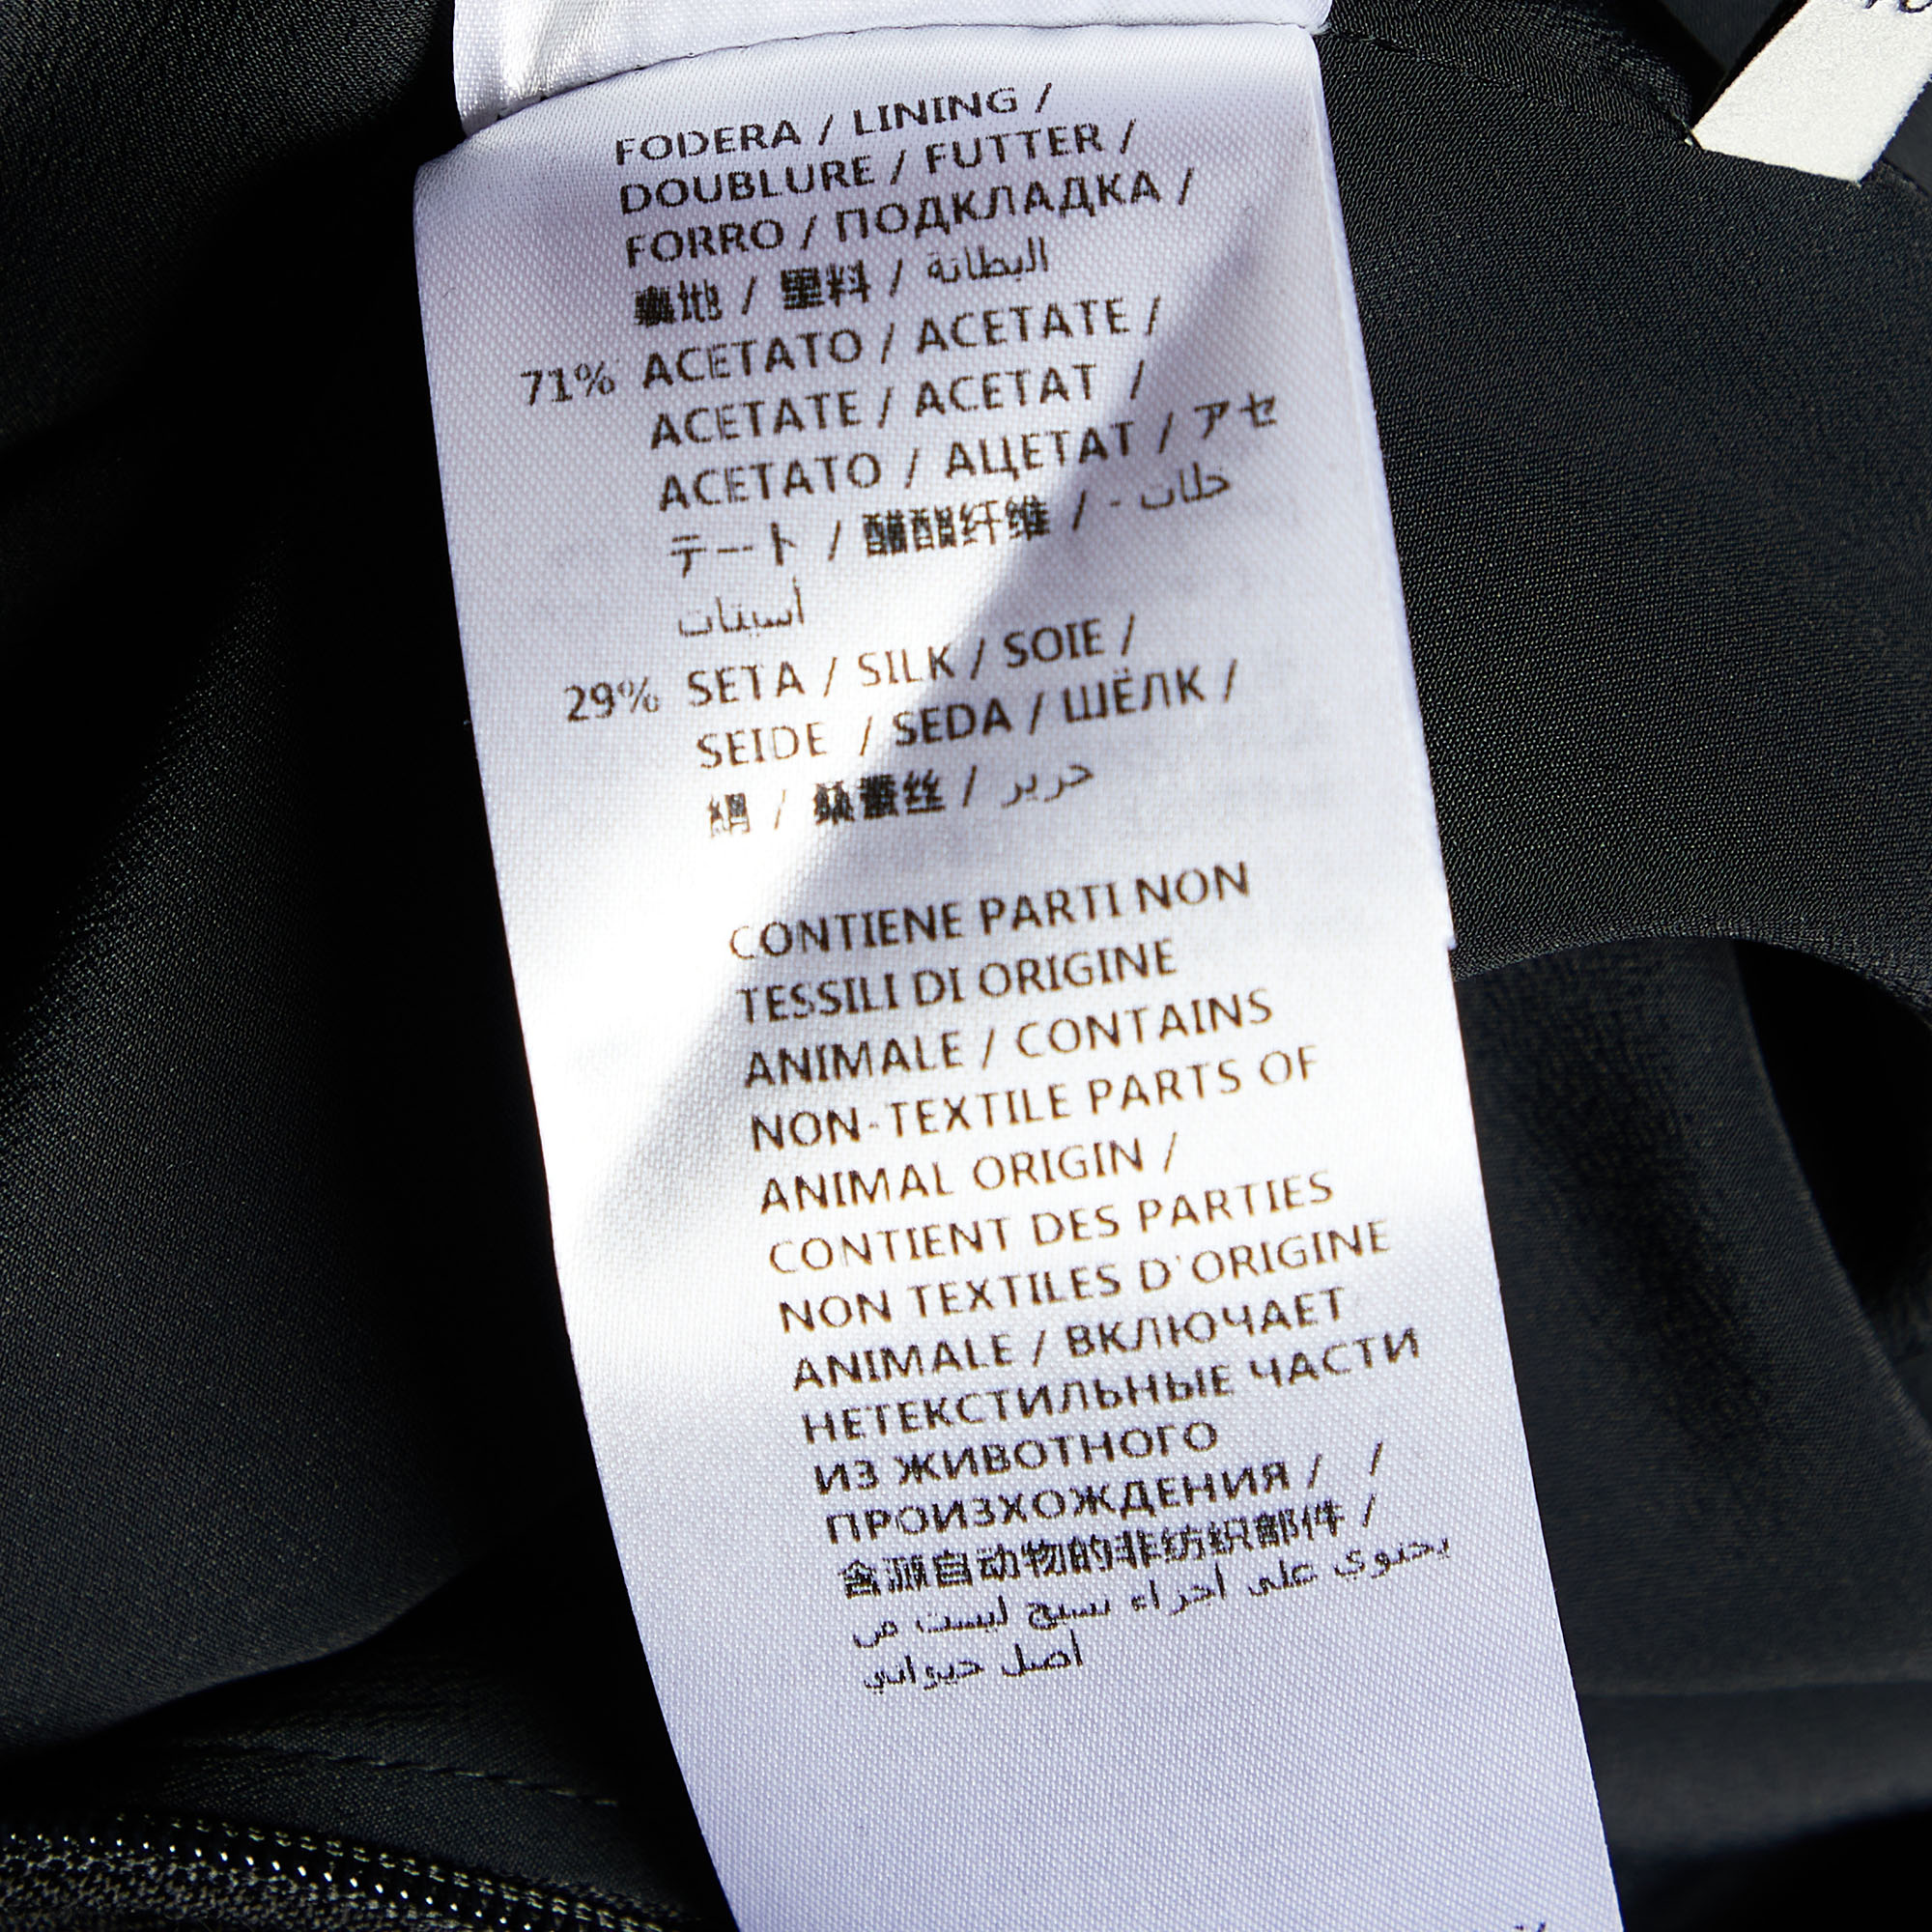 FODERA / LINING /
DOUBLURE / FUTTER /
FORRO / ПОДКЛАДКА /
裏地 / 里料 / البطانة
71% ACETATO / ACETATE /
ACETATE / ACETAT /
ACETATO / АЦЕТАТ / アセ
テート / 醋酯纤维 / - خلات
أسيتات
29% SETA / SILK / SOIE /
SEIDE / SEDA / ШЁЛК /
絹 / 桑蚕丝 / حرير
CONTIENE PARTI NON
TESSILI DI ORIGINE
ANIMALE / CONTAINS
NON-TEXTILE PARTS OF
ANIMAL ORIGIN /
CONTIENT DES PARTIES
NON TEXTILES D'ORIGINE
ANIMALE / ВКЛЮЧАЕТ
НЕТЕКСТИЛЬНЫЕ ЧАСТИ
ИЗ ЖИВОТНОГО
ПРОИЗХОЖДЕНИЯ / /
含源自动物的非纺织部件 /
يحتوي على أجزاء نسيج ليست من
أصل حيواني